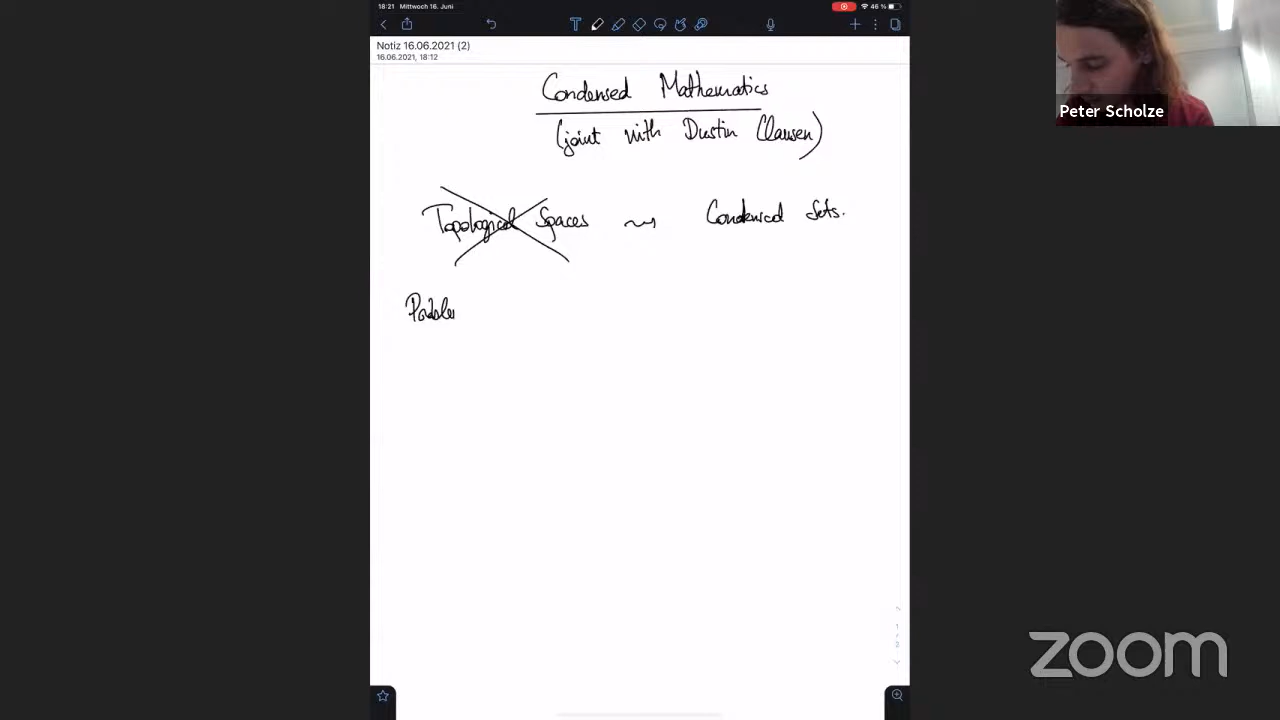 18:21 Mittwoch 16. Juni
46 %
Notiz 16.06.2021 (2)
16.06.2021, 18:12
Condensed Mathematics
(joint with Dustin Clausen)
Topological Spaces ⇝ Condensed Sets.
Proble
Peter Scholze
zoom